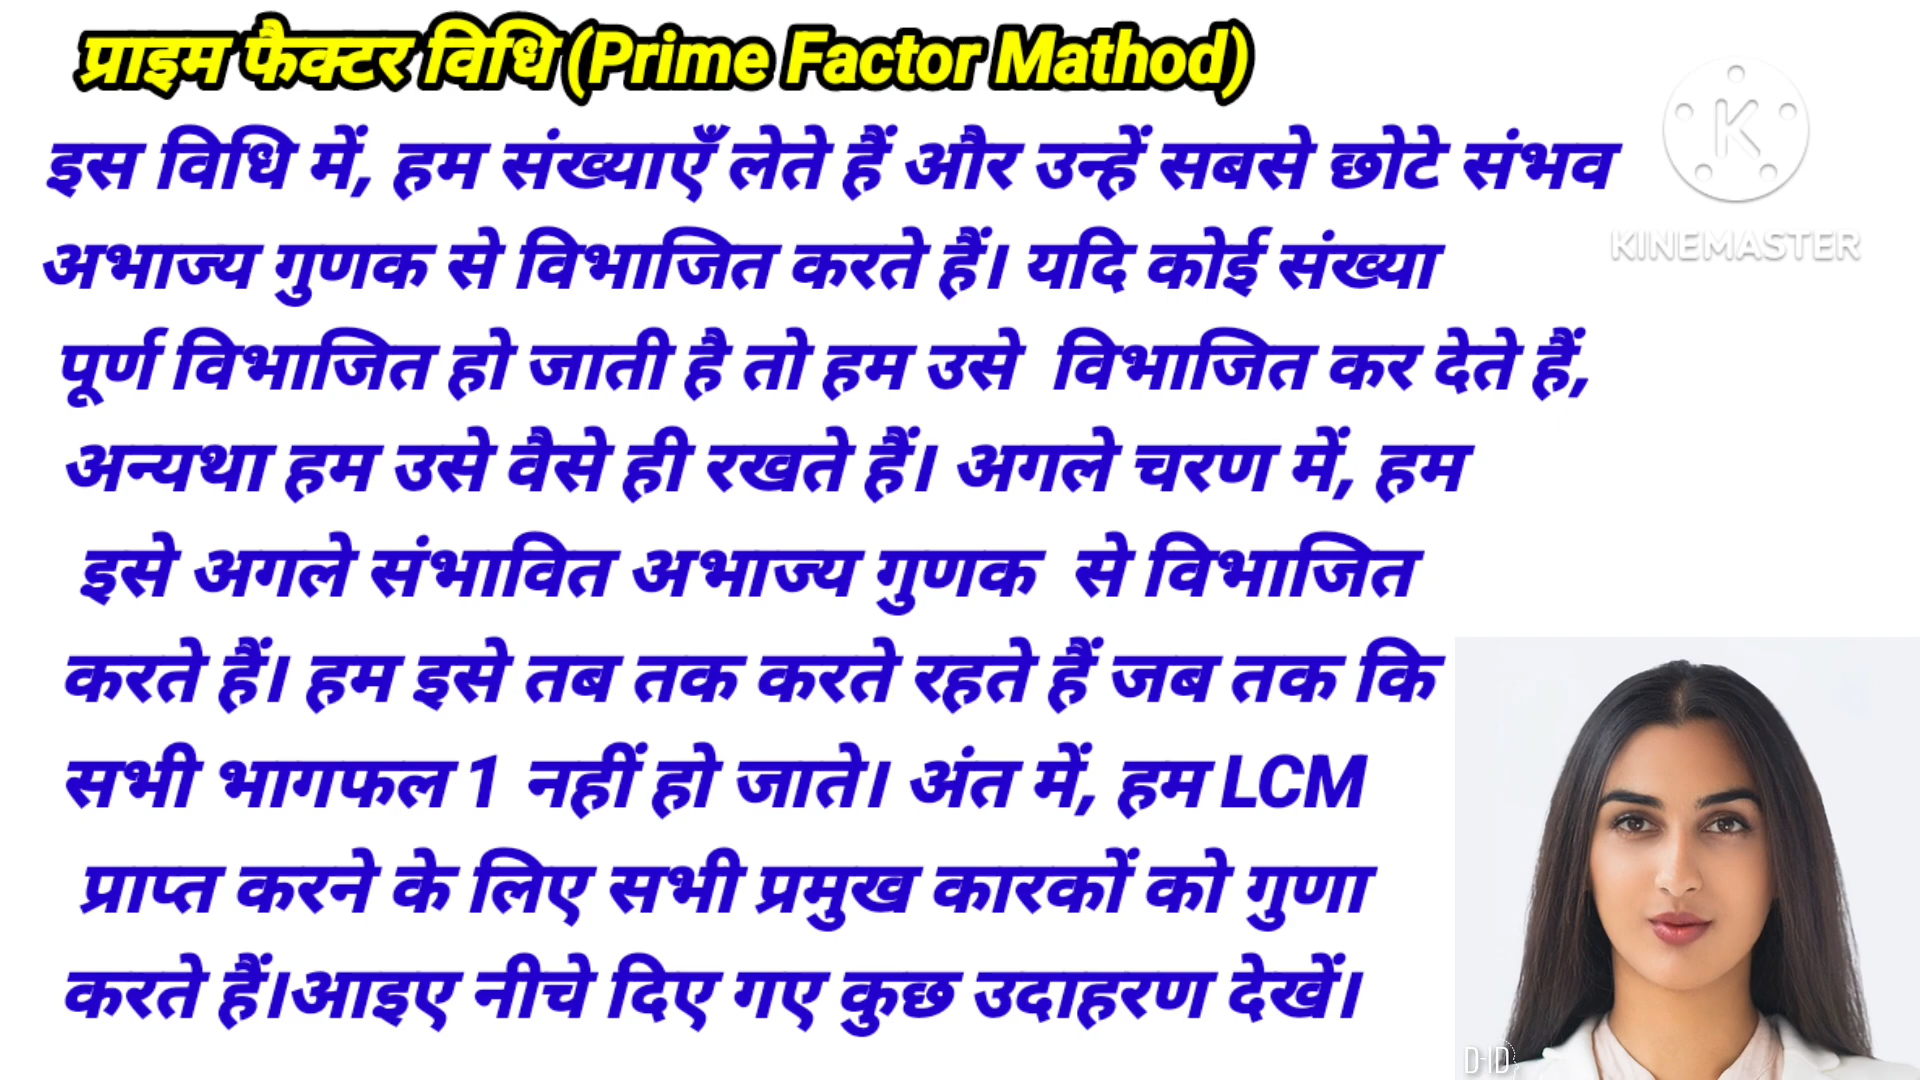 प्राइम फैक्टर विधि (Prime Factor Mathod)
इस विधि में, हम संख्याएँ लेते हैं और उन्हें सबसे छोटे संभव
अभाज्य गुणक से विभाजित करते हैं। यदि कोई संख्या
पूर्ण विभाजित हो जाती है तो हम उसे विभाजित कर देते हैं,
अन्यथा हम उसे वैसे ही रखते हैं। अगले चरण में, हम
इसे अगले संभावित अभाज्य गुणक से विभाजित
करते हैं। हम इसे तब तक करते रहते हैं जब तक कि
सभी भागफल 1 नहीं हो जाते। अंत में, हम LCM
प्राप्त करने के लिए सभी प्रमुख कारकों को गुणा
करते हैं।आइए नीचे दिए गए कुछ उदाहरण देखें।
K
KINEMASTER
D-ID